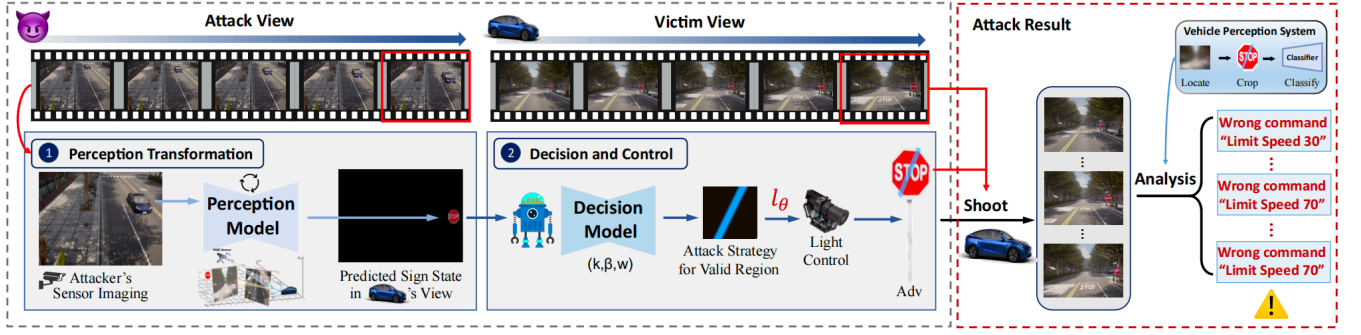 Attack View
Victim View
Attack Result
Vehicle Perception System
Classifier
Locate
Crop
Classify
STOP
1 Perception Transformation
Perception
Model
Attacker's
Sensor Imaging
STOP
Predicted Sign State
in 's View
2 Decision and Control
Decision
Model
(k,β,w)
Attack Strategy
for Valid Region
lθ
Light
Control
STOP
Adv
Shoot
Analysis
Wrong command
“Limit Speed 30”
Wrong command
“Limit Speed 70”
Wrong command
“Limit Speed 70”